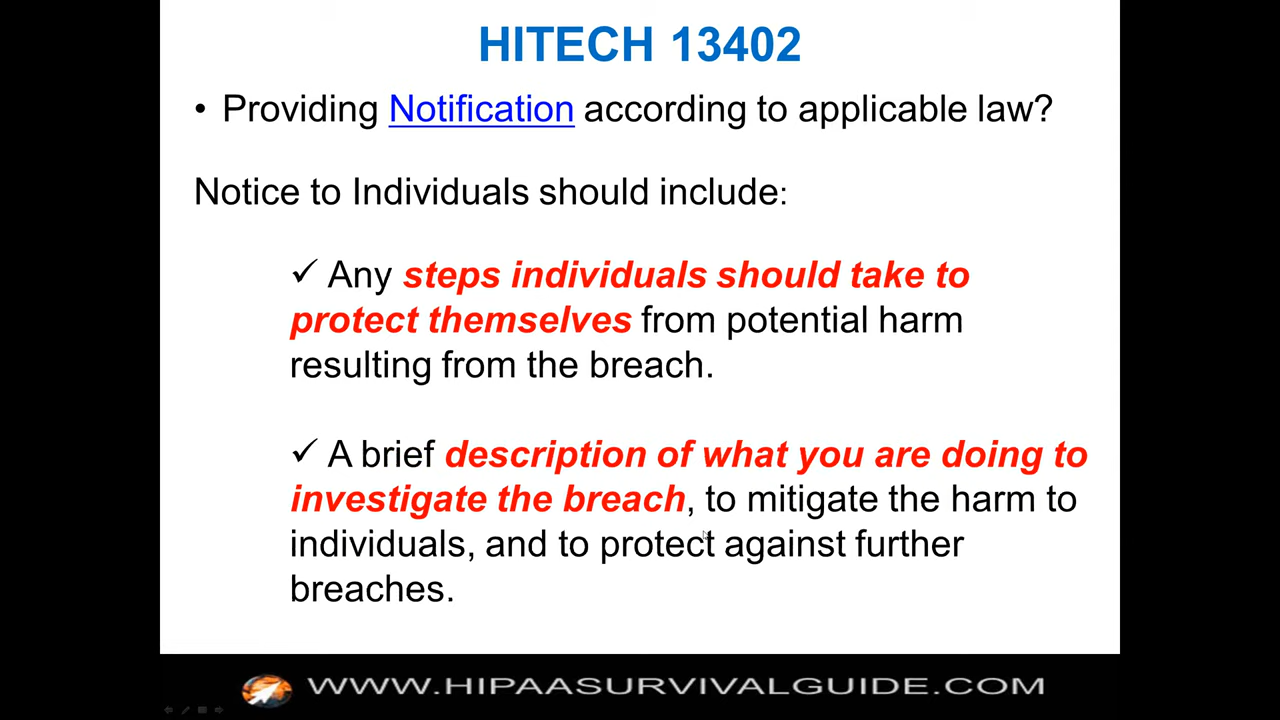 HITECH 13402
• Providing Notification according to applicable law?
Notice to Individuals should include:
✓ Any steps individuals should take to
protect themselves from potential harm
resulting from the breach.
✓ A brief description of what you are doing to
investigate the breach, to mitigate the harm to
individuals, and to protect against further
breaches.
WWW.HIPAASURVIVALGUIDE.COM